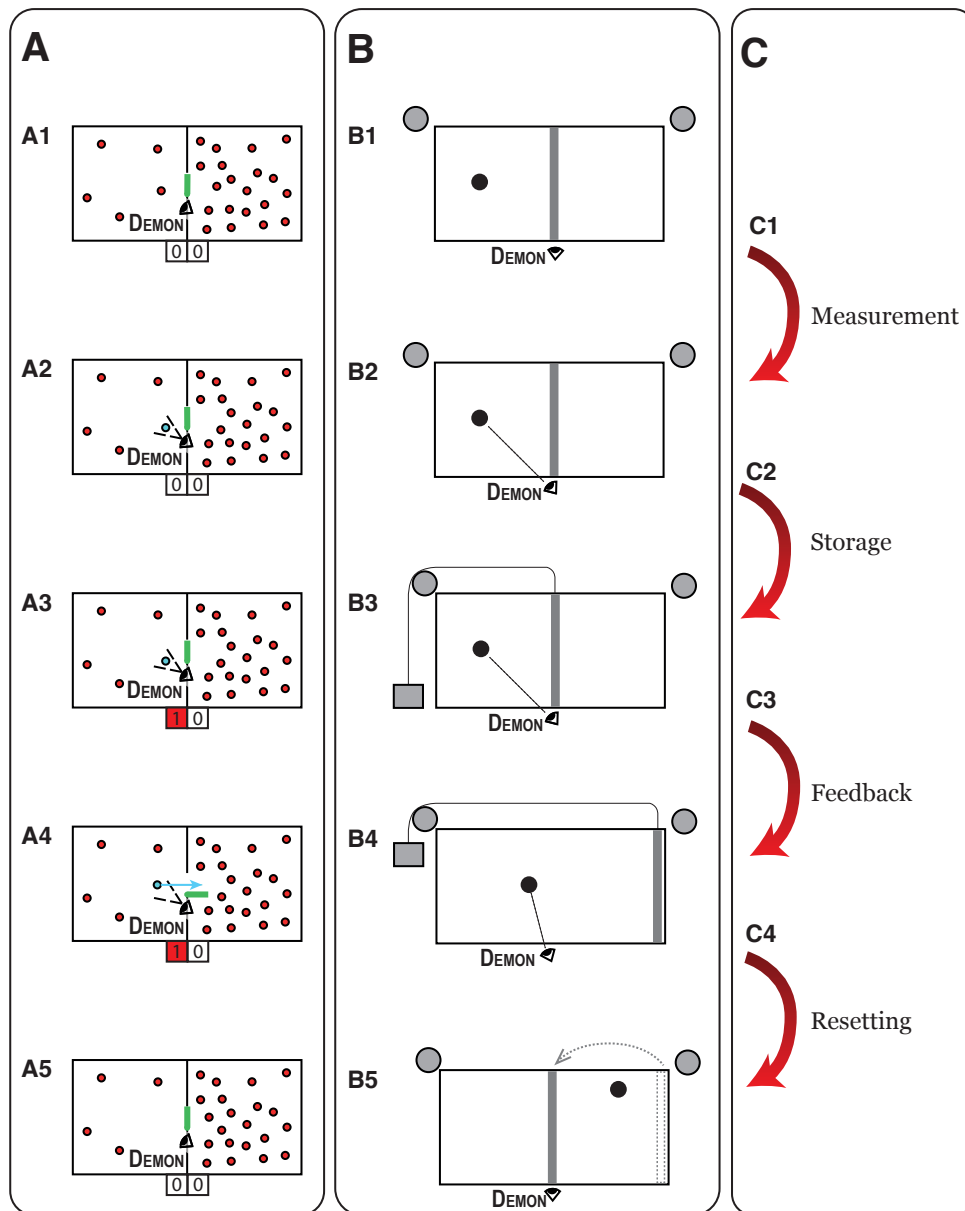 A
A1
DEMON
0 0
A2
DEMON
0 0
A3
DEMON
1 0
A4
DEMON
1 0
A5
DEMON
0 0
B
B1
DEMON
B2
DEMON
B3
DEMON
B4
DEMON
B5
DEMON
C
C1
Measurement
C2
Storage
C3
Feedback
C4
Resetting